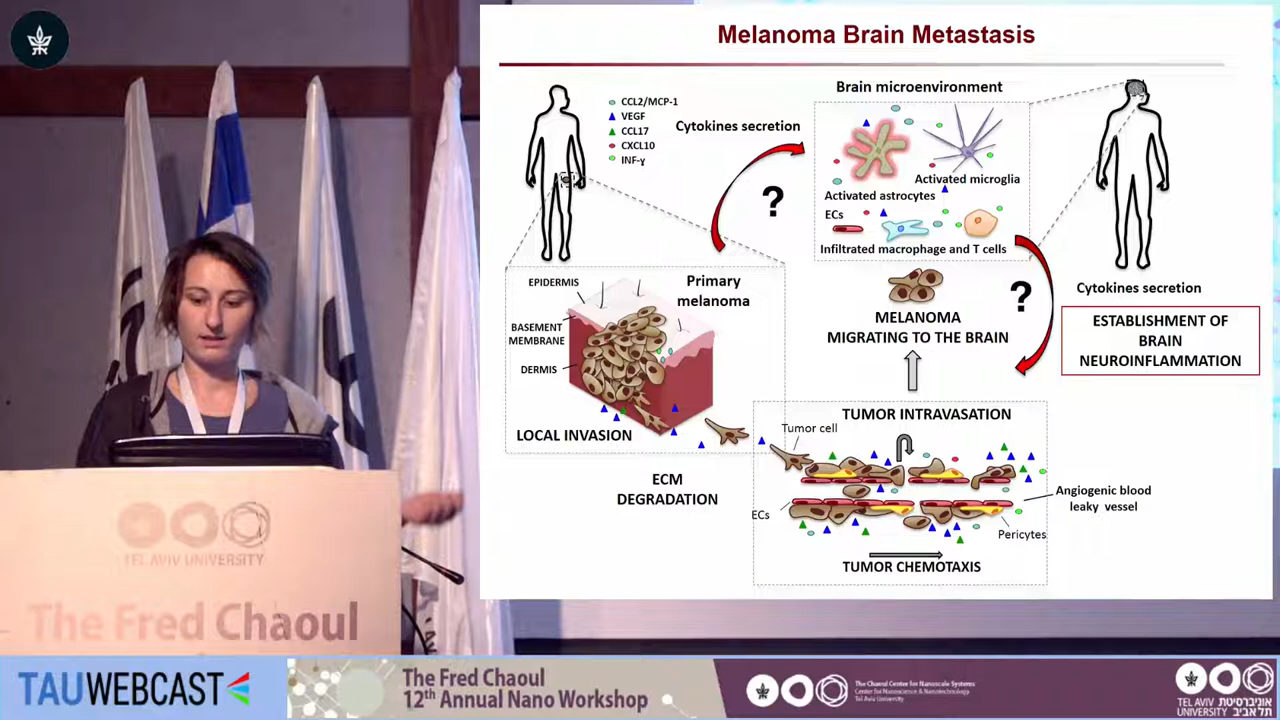 Melanoma Brain Metastasis
CCL2/MCP-1
VEGF
CCL17
CXCL10
INF-γ
Cytokines secretion
?
Brain microenvironment
Activated microglia
Activated astrocytes
ECs
Infiltrated macrophage and T cells
EPIDERMIS
BASEMENT
MEMBRANE
DERMIS
Primary
melanoma
LOCAL INVASION
ECM
DEGRADATION
MELANOMA
MIGRATING TO THE BRAIN
?
Cytokines secretion
ESTABLISHMENT OF
BRAIN
NEUROINFLAMMATION
TUMOR INTRAVASATION
Tumor cell
ECs
Angiogenic blood
leaky vessel
Pericytes
TUMOR CHEMOTAXIS
TEL AVIV UNIVERSITY
The Fred Chaoul
TAUWEBCAST
The Fred Chaoul
12th Annual Nano Workshop
The Chaoul Center for Nanoscale Systems
Center for Nanoscience & Nanotechnology
Tel Aviv University
TEL AVIV אוניברסיטת
UNIVERSITY תל אביב